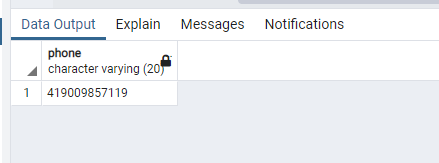 Data Output Explain Messages Notifications
phone
character varying (20)
1 419009857119